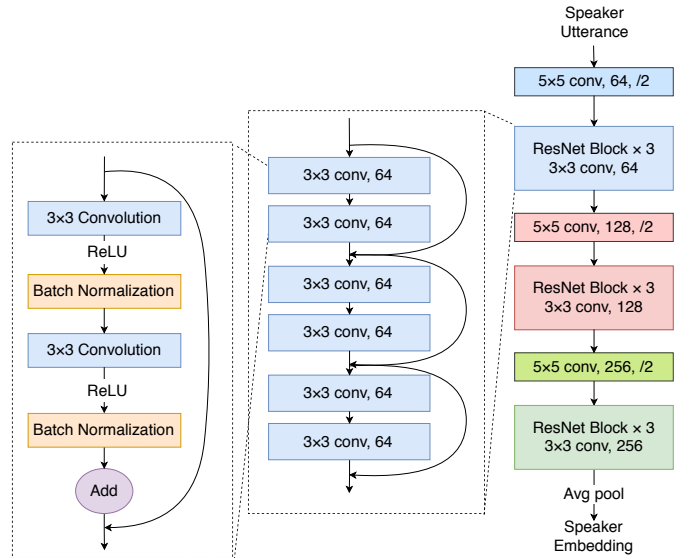 3×3 Convolution
ReLU
Batch Normalization
3×3 Convolution
ReLU
Batch Normalization
Add
3×3 conv, 64
3×3 conv, 64
3×3 conv, 64
3×3 conv, 64
3×3 conv, 64
3×3 conv, 64
Speaker
Utterance
5×5 conv, 64, /2
ResNet Block × 3
3×3 conv, 64
5×5 conv, 128, /2
ResNet Block × 3
3×3 conv, 128
5×5 conv, 256, /2
ResNet Block × 3
3×3 conv, 256
Avg pool
Speaker
Embedding